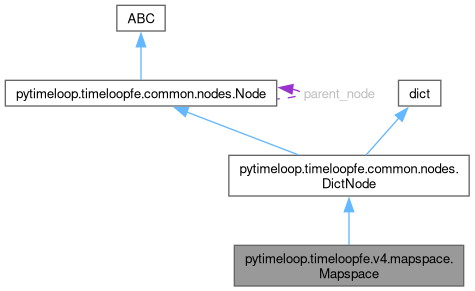 ABC
pytimeloop.timeloopfe.common.nodes.Node
parent_node
dict
pytimeloop.timeloopfe.common.nodes.
DictNode
pytimeloop.timeloopfe.v4.mapspace.
Mapspace